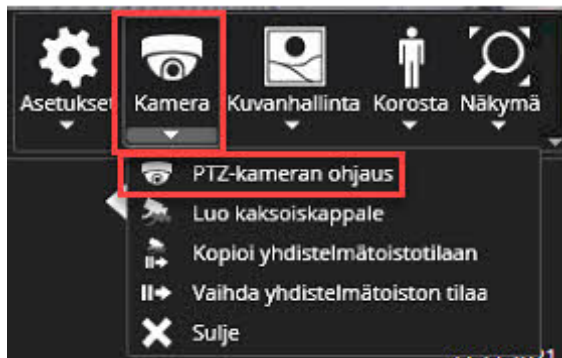 Asetukset Kamera Kuvanhallinta Korosta Näkymä
PTZ-kameran ohjaus
Luo kaksoiskappale
Kopioi yhdistelmätoistotilaan
Vaihda yhdistelmätoiston tilaa
Sulje